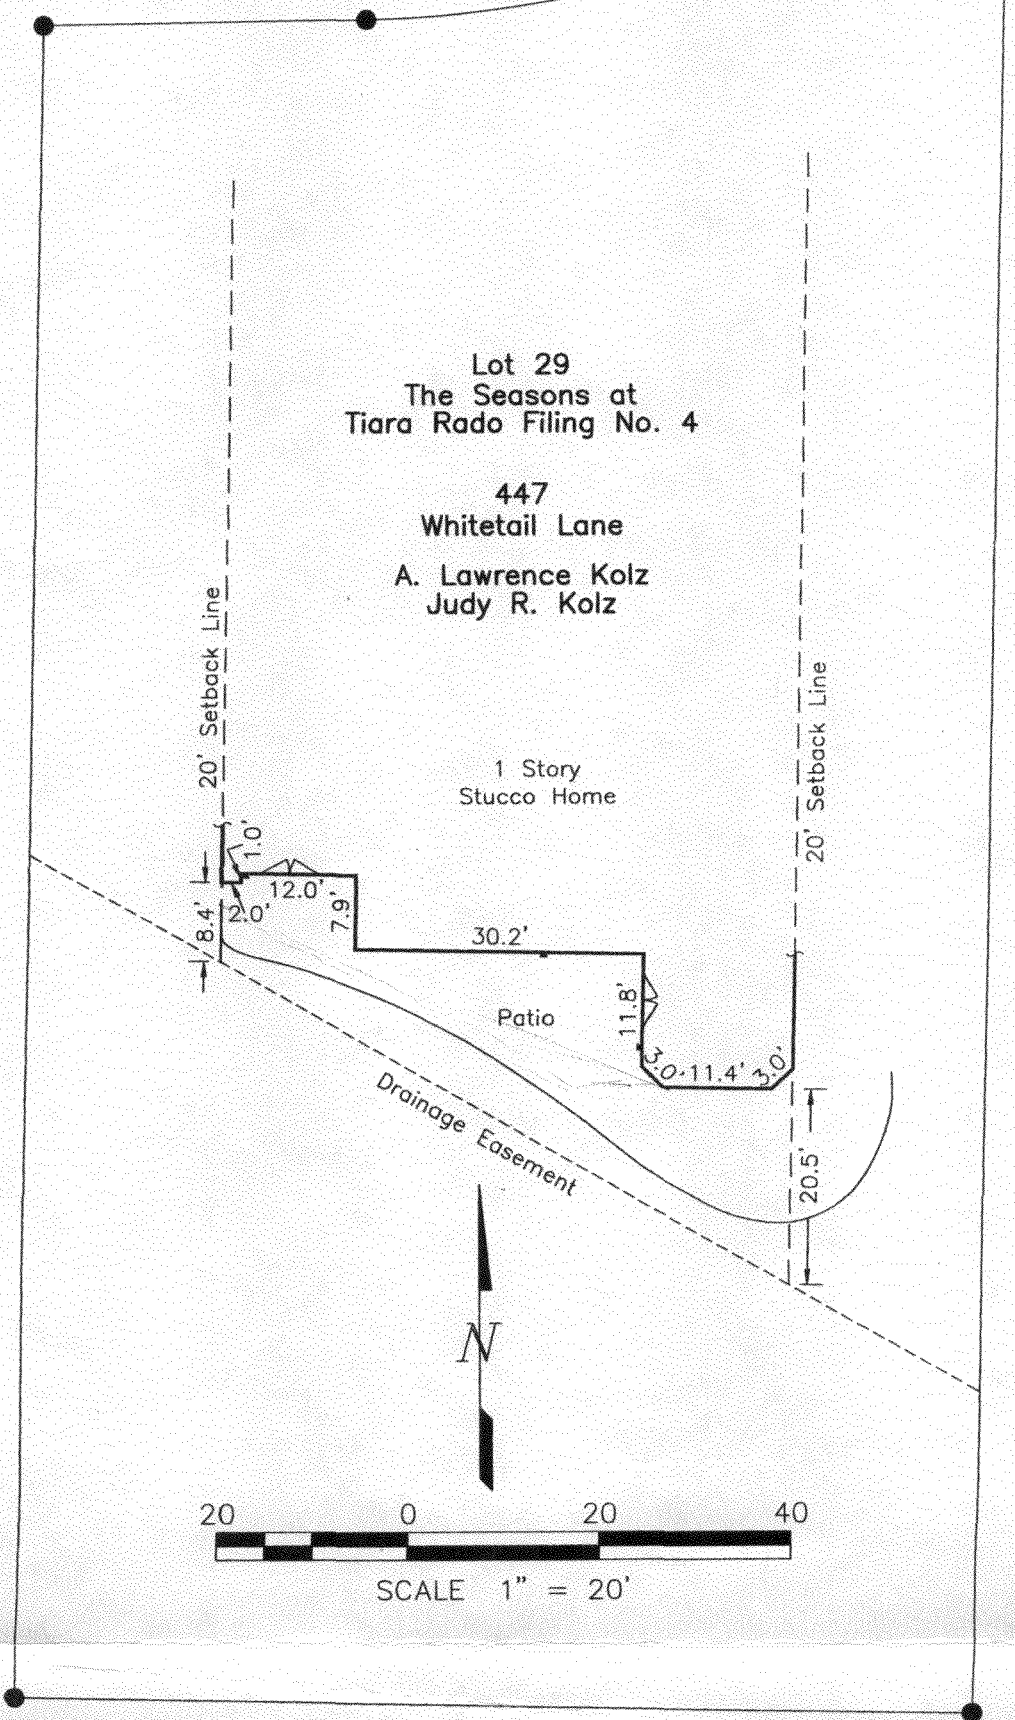 Lot 29
The Seasons at
Tiara Rado Filing No. 4
447
Whitetail Lane
A. Lawrence Kolz
Judy R. Kolz
20' Setback Line
20' Setback Line
1 Story
Stucco Home
1.0'
12.0'
2.0'
8.4'
7.9'
30.2'
Patio
11.8'
3.0'
11.4'
3.0'
Drainage Easement
20.5'
N
20 0 20 40
SCALE 1" = 20'